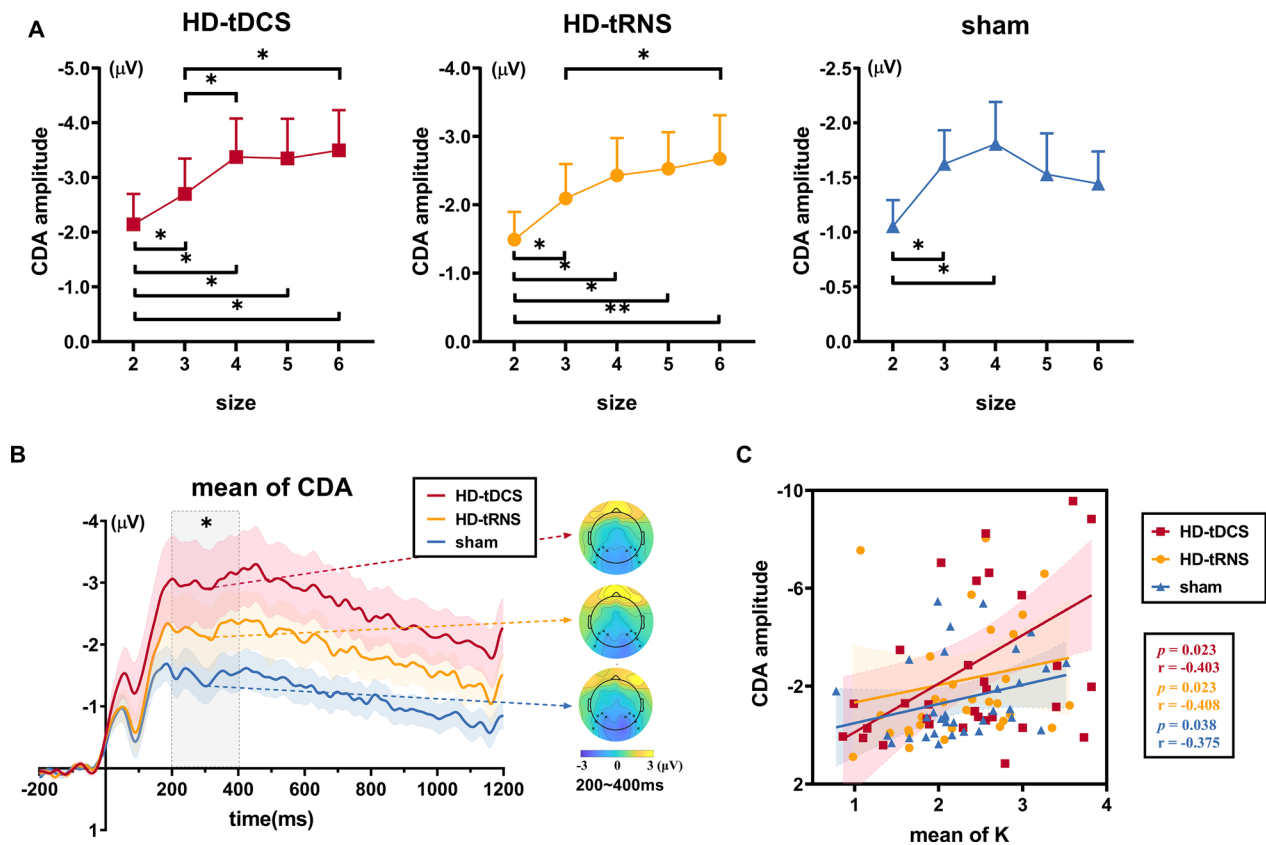 A
HD-tDCS
(μV)
CDA amplitude
-5.0
-4.0
-3.0
-2.0
-1.0
0.0
*
*
*
*
*
*
2 3 4 5 6
size
HD-tRNS
(μV)
CDA amplitude
-4.0
-3.0
-2.0
-1.0
0.0
*
*
*
*
**
2 3 4 5 6
size
sham
(μV)
CDA amplitude
-2.5
-2.0
-1.5
-1.0
-0.5
0.0
*
*
2 3 4 5 6
size
B
mean of CDA
(μV)
-4
-3
-2
-1
1
*
HD-tDCS
HD-tRNS
sham
-200 200 400 600 800 1000 1200
time(ms)
-3 0 3 (μV)
200~400ms
C
CDA amplitude
-10
-6
-2
2
1 2 3 4
mean of K
HD-tDCS
HD-tRNS
sham
p = 0.023
r = -0.403
p = 0.023
r = -0.408
p = 0.038
r = -0.375